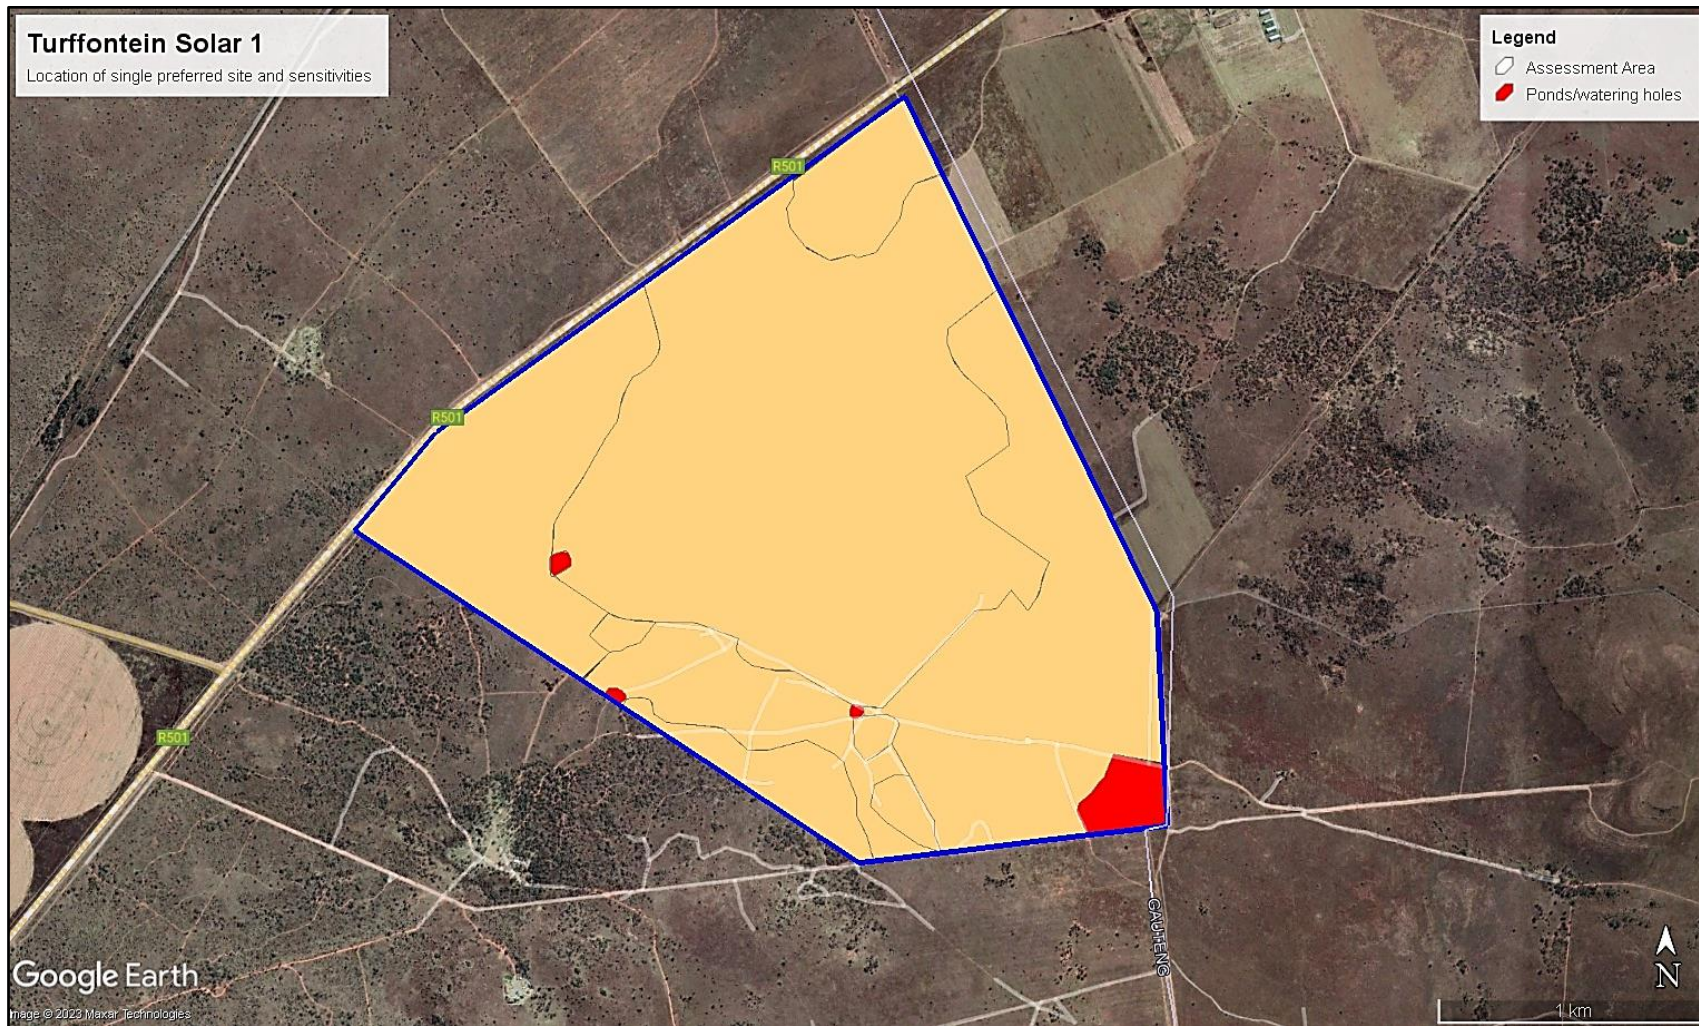 Turffontein Solar 1
Location of single preferred site and sensitivities
Legend
Assessment Area
Ponds/watering holes
R501
R501
R501
GAUTENG
Google Earth
mage © 2023 Maxar Technologies
N
1 km